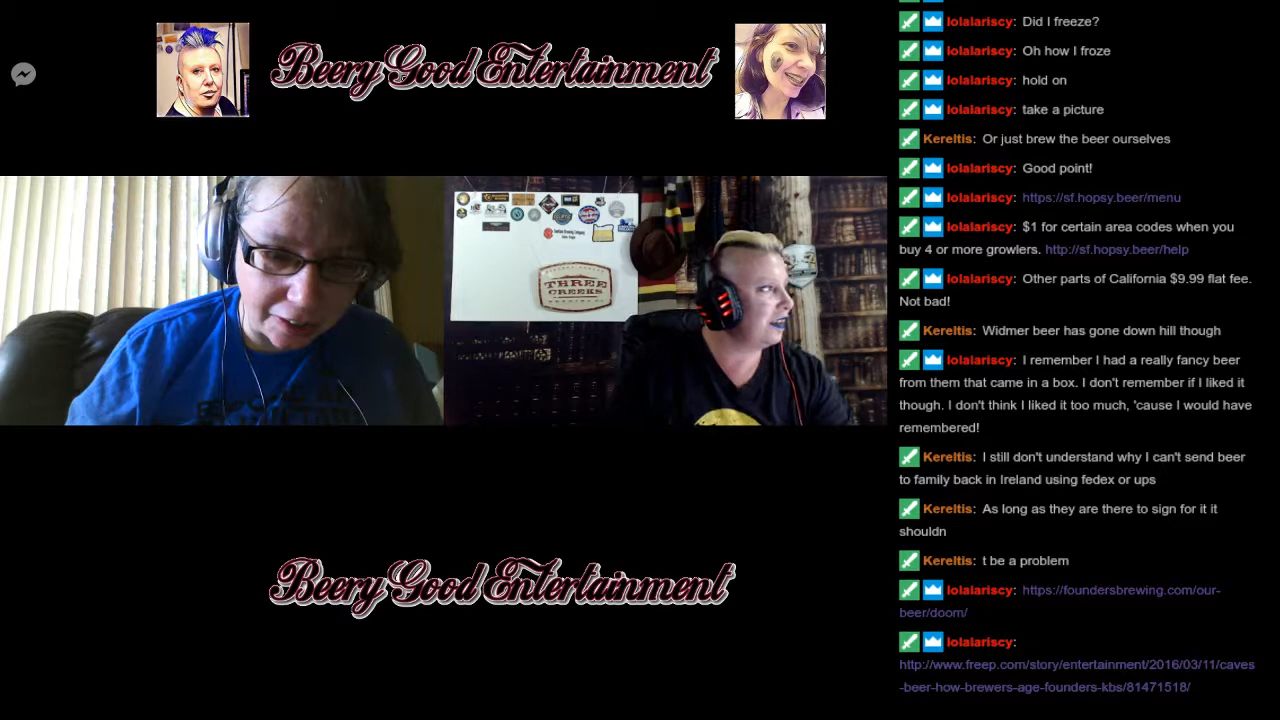 Beery Good Entertainment
THREE
CREEKS
Beery Good Entertainment
lolalariscy: Did I freeze?
lolalariscy: Oh how I froze
lolalariscy: hold on
lolalariscy: take a picture
Kereltis: Or just brew the beer ourselves
lolalariscy: Good point!
lolalariscy: https://sf.hopsy.beer/menu
lolalariscy: $1 for certain area codes when you
buy 4 or more growlers. http://sf.hopsy.beer/help
lolalariscy: Other parts of California $9.99 flat fee.
Not bad!
Kereltis: Widmer beer has gone down hill though
lolalariscy: I remember I had a really fancy beer
from them that came in a box. I don't remember if I liked it
though. I don't think I liked it too much, 'cause I would have
remembered!
Kereltis: I still don't understand why I can't send beer
to family back in Ireland using fedex or ups
Kereltis: As long as they are there to sign for it it
shouldn
Kereltis: t be a problem
lolalariscy: https://foundersbrewing.com/our-
beer/doom/
lolalariscy:
http://www.freep.com/story/entertainment/2016/03/11/caves
-beer-how-brewers-age-founders-kbs/81471518/